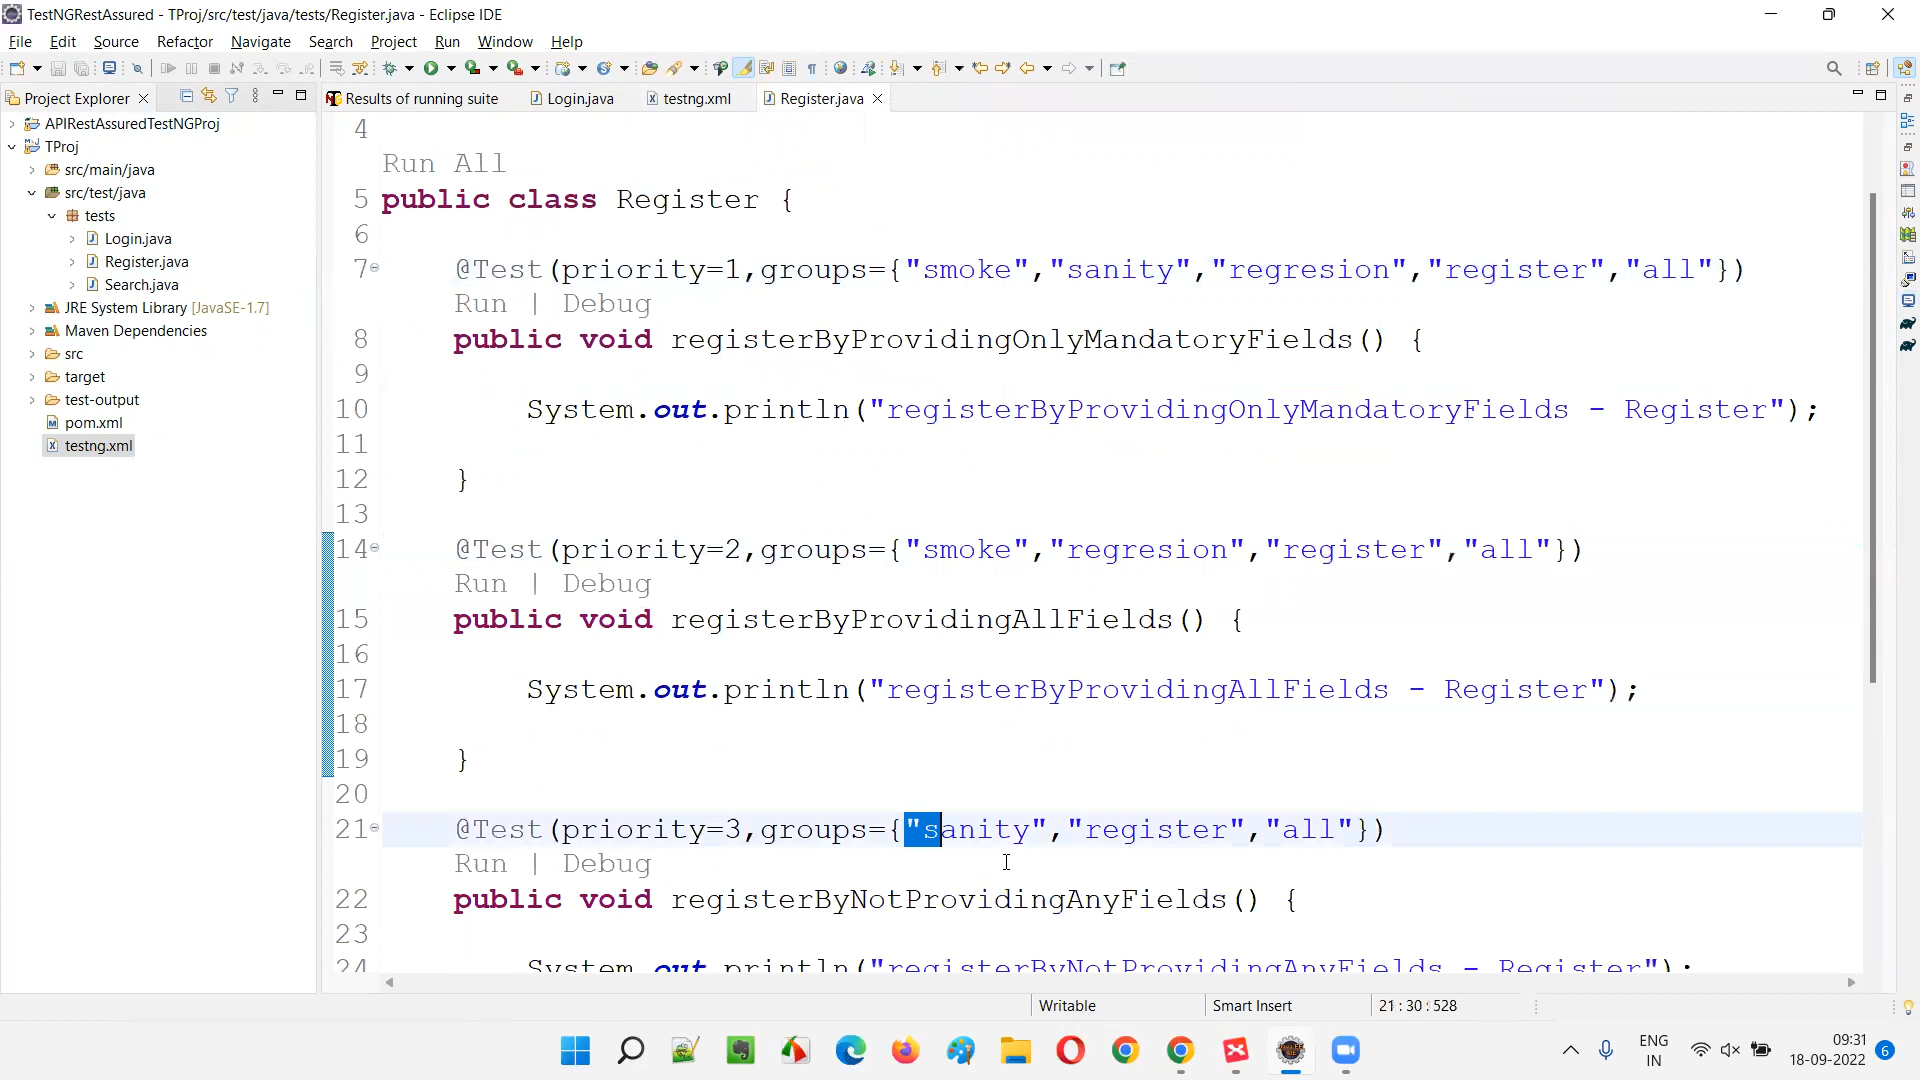 TestNGRestAssured - TProj/src/test/java/tests/Register.java - Eclipse IDE
File Edit Source Refactor Navigate Search Project Run Window Help
Project Explorer
Results of running suite Login.java testng.xml Register.java
APIRestAssuredTestNGProj
TProj
src/main/java
src/test/java
tests
Login.java
Register.java
Search.java
JRE System Library [JavaSE-1.7]
Maven Dependencies
src
target
test-output
pom.xml
testng.xml
4
Run All
5 public class Register {
6
7 @Test(priority=1,groups={"smoke","sanity","regresion","register","all"})
Run | Debug
8 public void registerByProvidingOnlyMandatoryFields() {
9
10 System.out.println("registerByProvidingOnlyMandatoryFields - Register");
11
12 }
13
14 @Test(priority=2,groups={"smoke","regresion","register","all"})
Run | Debug
15 public void registerByProvidingAllFields() {
16
17 System.out.println("registerByProvidingAllFields - Register");
18
19 }
20
21 @Test(priority=3,groups={"sanity","register","all"})
Run | Debug
22 public void registerByNotProvidingAnyFields() {
23
24 System.out.println("registerByNotProvidingAnyFields - Register");
Writable Smart Insert 21 : 30 : 528
ENG
IN
09:31
18-09-2022
6